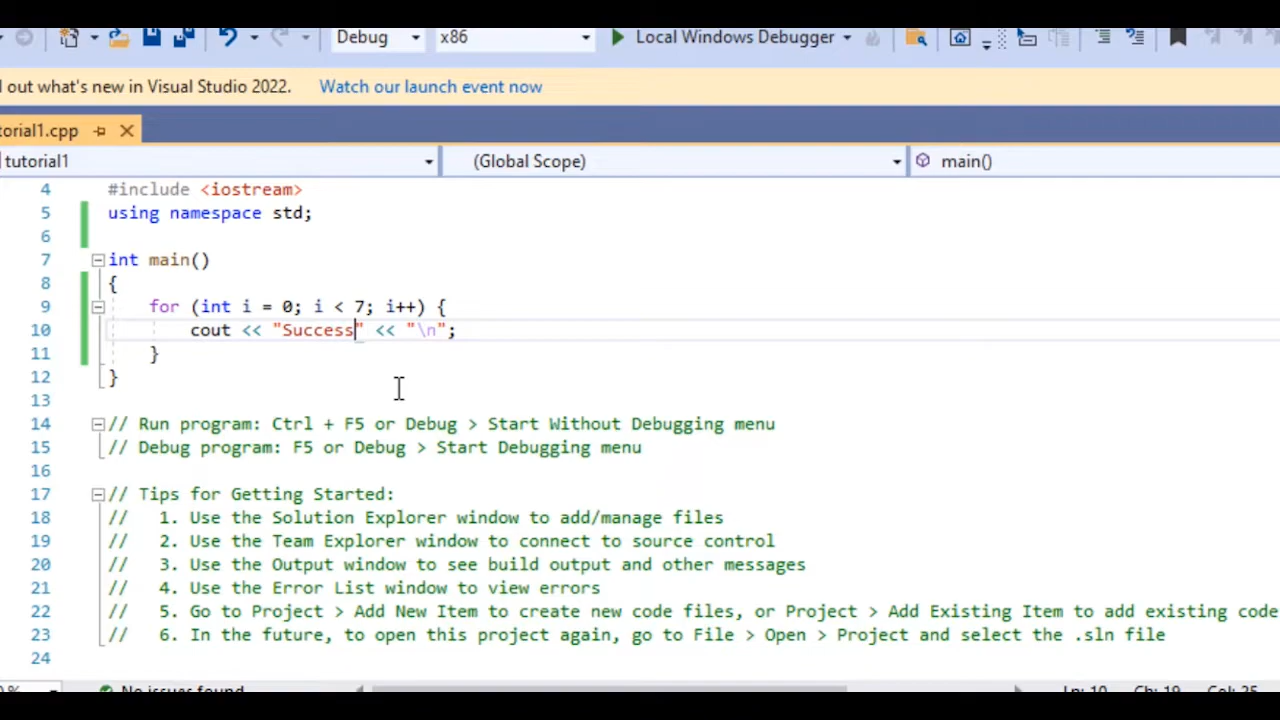 Debug x86 Local Windows Debugger
out what's new in Visual Studio 2022. Watch our launch event now
torial1.cpp
tutorial1 (Global Scope) main()
4 #include <iostream>
5 using namespace std;
6
7 int main()
8 {
9 for (int i = 0; i < 7; i++) {
10 cout << "Success" << "\n";
11 }
12 }
13
14 // Run program: Ctrl + F5 or Debug > Start Without Debugging menu
15 // Debug program: F5 or Debug > Start Debugging menu
16
17 // Tips for Getting Started:
18 // 1. Use the Solution Explorer window to add/manage files
19 // 2. Use the Team Explorer window to connect to source control
20 // 3. Use the Output window to see build output and other messages
21 // 4. Use the Error List window to view errors
22 // 5. Go to Project > Add New Item to create new code files, or Project > Add Existing Item to add existing code
23 // 6. In the future, to open this project again, go to File > Open > Project and select the .sln file
24
No issues found Ln: 10 Ch: 19 Col: 25